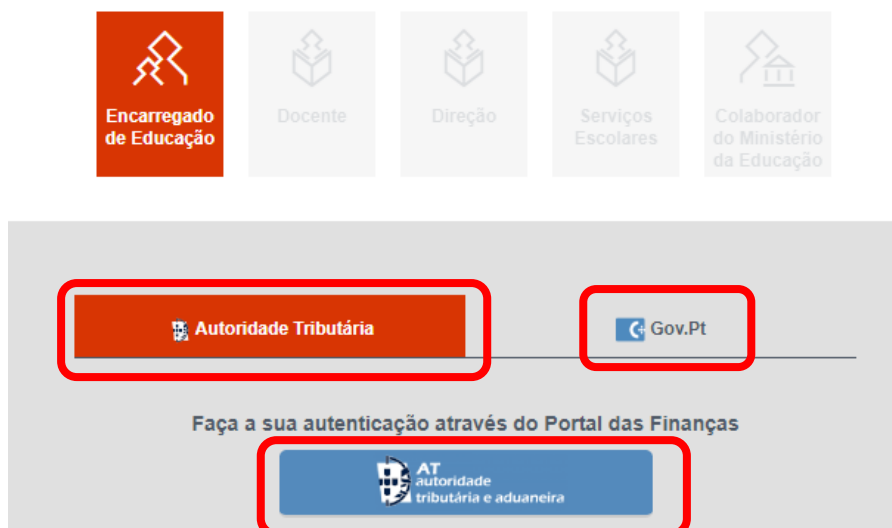 Encarregado
de Educação
Docente
Direção
Serviços
Escolares
Colaborador
do Ministério
da Educação
Autoridade Tributária
Gov.Pt
Faça a sua autenticação através do Portal das Finanças
AT
autoridade
tributária e aduaneira